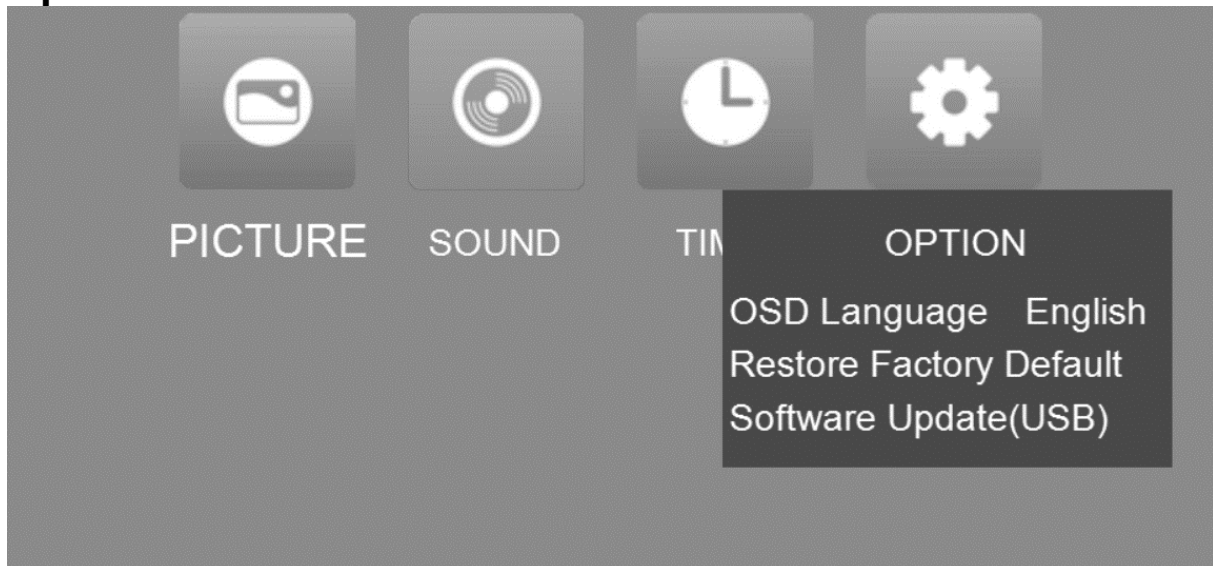 PICTURE SOUND OPTION
OSD Language English
Restore Factory Default
Software Update(USB)